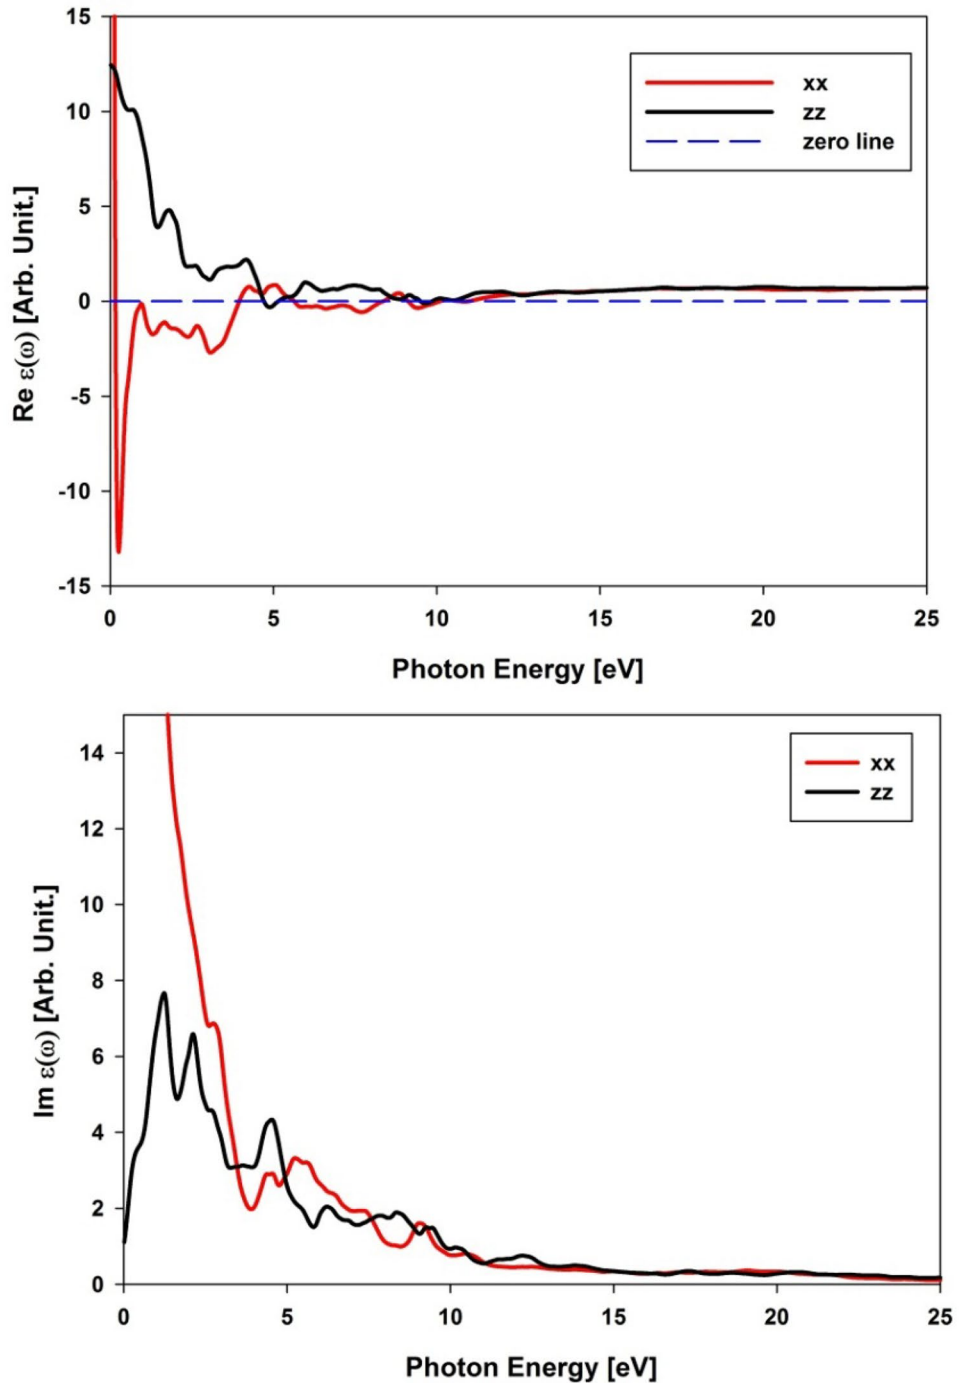 15
10
5
0
-5
-10
-15
xx
zz
zero line
Re ε(ω) [Arb. Unit.]
0 5 10 15 20 25
Photon Energy [eV]
14
12
10
8
6
4
2
0
xx
zz
Im ε(ω) [Arb. Unit.]
0 5 10 15 20 25
Photon Energy [eV]